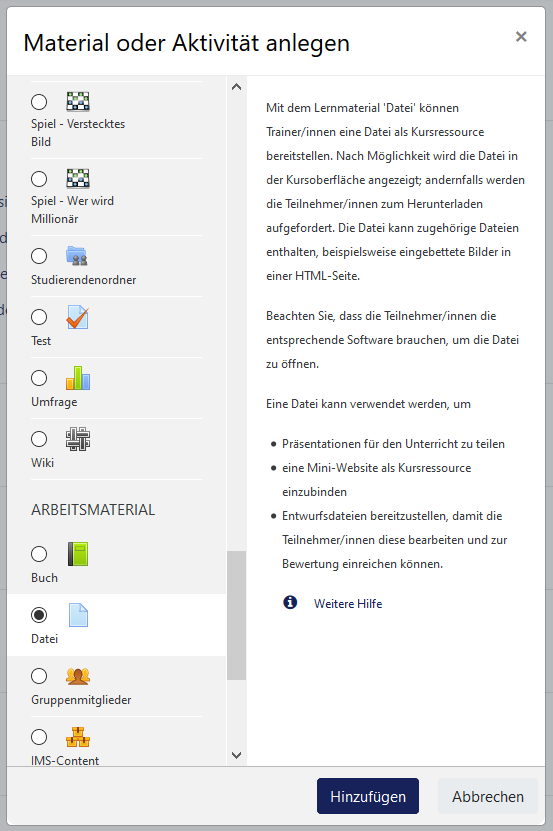 Material oder Aktivität anlegen
×
Spiel - Verstecktes
Bild
Spiel - Wer wird
Millionär
Studierendenordner
Test
Umfrage
Wiki
ARBEITSMATERIAL
Buch
Datei
Gruppenmitglieder
IMS-Content
Mit dem Lernmaterial 'Datei' können
Trainer/innen eine Datei als Kursressource
bereitstellen. Nach Möglichkeit wird die Datei in
der Kursoberfläche angezeigt; andernfalls werden
die Teilnehmer/innen zum Herunterladen
aufgefordert. Die Datei kann zugehörige Dateien
enthalten, beispielsweise eingebettete Bilder in
einer HTML-Seite.
Beachten Sie, dass die Teilnehmer/innen die
entsprechende Software brauchen, um die Datei
zu öffnen.
Eine Datei kann verwendet werden, um
• Präsentationen für den Unterricht zu teilen
• eine Mini-Website als Kursressource
einzubinden
• Entwurfsdateien bereitzustellen, damit die
Teilnehmer/innen diese bearbeiten und zur
Bewertung einreichen können.
Weitere Hilfe
Hinzufügen
Abbrechen